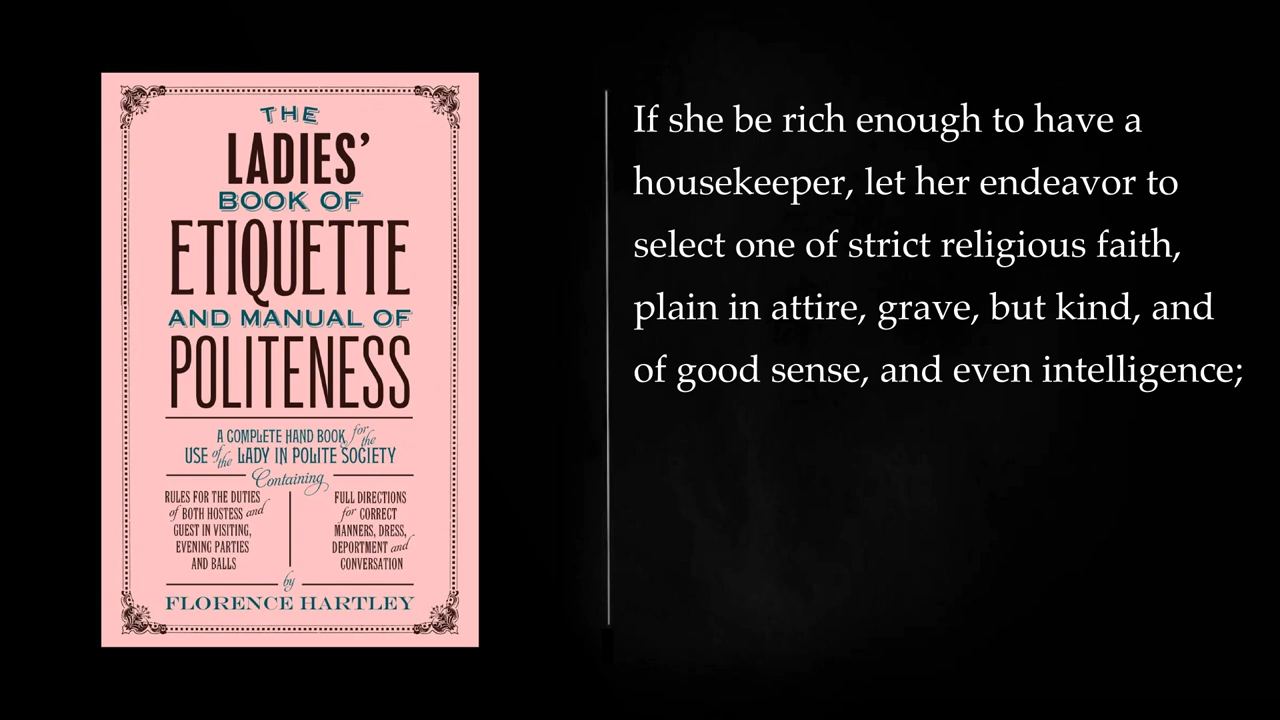 THE
LADIES'
BOOK OF
ETIQUETTE
AND MANUAL OF
POLITENESS
A COMPLETE HAND BOOK for the
USE of the LADY IN POLITE SOCIETY
Containing
RULES FOR THE DUTIES
of BOTH HOSTESS and
GUEST IN VISITING,
EVENING PARTIES
AND BALLS
FULL DIRECTIONS
for CORRECT
MANNERS, DRESS,
DEPORTMENT and
CONVERSATION
by
FLORENCE HARTLEY
If she be rich enough to have a
housekeeper, let her endeavor to
select one of strict religious faith,
plain in attire, grave, but kind, and
of good sense, and even intelligence;